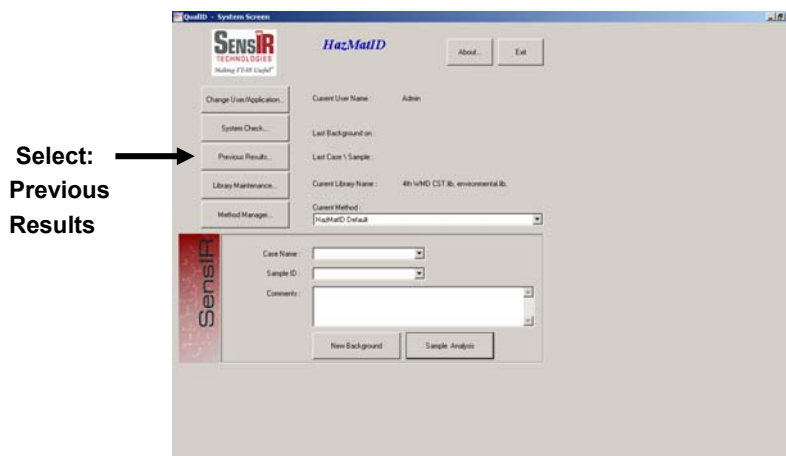 QualID - System Screen
SENSIR
TECHNOLOGIES
Making FT-IR Useful
HazMatID
About...
Exit
Change User/Application...
Current User Name :
Admin
System Check...
Last Background on :
Select:
Previous
Results
Previous Results...
Last Case \ Sample :
Library Maintenance...
Current Library Name :
4th WMD CST.lib, environmental.lib,
Method Manager...
Current Method :
HazMatID Default
SensIR
Case Name :
Sample ID :
Comments :
New Background
Sample Analysis